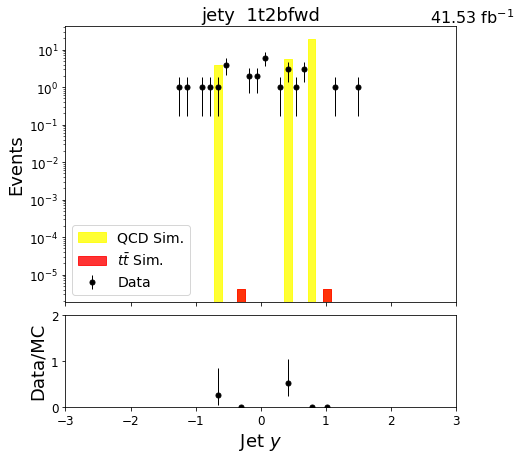 jety 1t2bfwd
41.53 fb⁻¹
Events
10¹
10⁰
10⁻¹
10⁻²
10⁻³
10⁻⁴
10⁻⁵
QCD Sim.
tt̄ Sim.
Data
Data/MC
2
1
0
−3 −2 −1 0 1 2 3
Jet y